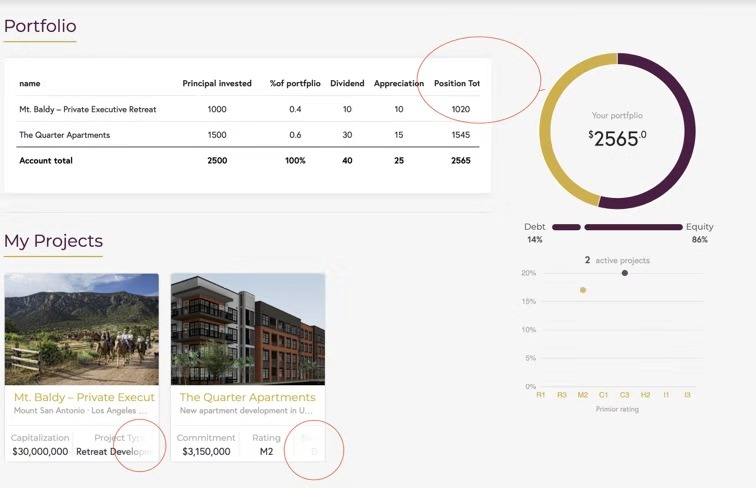 Portfolio
name Principal invested %of portfplio Dividend Appreciation Position Tot
Mt. Baldy – Private Executive Retreat 1000 0.4 10 10 1020
The Quarter Apartments 1500 0.6 30 15 1545
Account total 2500 100% 40 25 2565
Your portfplio
$2565.0
Debt Equity
14% 86%
2 active projects
20%
15%
10%
5%
0%
R1 R3 M2 C1 C3 H2 I1 I3
Primior rating
My Projects
Mt. Baldy – Private Execut
Mount San Antonio · Los Angeles ...
Capitalization Project Type
$30,000,000 Retreat Developm
The Quarter Apartments
New apartment development in U...
Commitment Rating
$3,150,000 M2